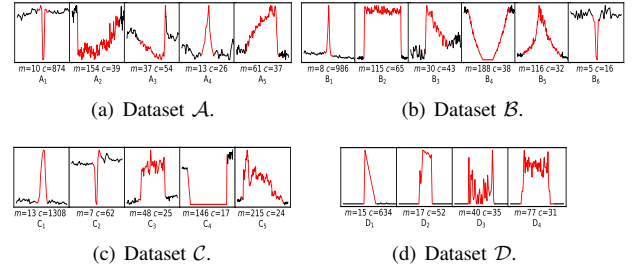 m=10 c=874 m=154 c=39 m=37 c=54 m=13 c=26 m=61 c=37
A₁ A₂ A₃ A₄ A₅
m=8 c=986 m=115 c=65 m=30 c=43 m=188 c=38 m=116 c=32 m=5 c=16
B₁ B₂ B₃ B₄ B₅ B₆
(a) Dataset 𝒜.
(b) Dataset ℬ.
m=13 c=1308 m=7 c=62 m=48 c=25 m=146 c=17 m=215 c=24
C₁ C₂ C₃ C₄ C₅
m=15 c=634 m=17 c=52 m=40 c=35 m=77 c=31
D₁ D₂ D₃ D₄
(c) Dataset 𝒞.
(d) Dataset 𝒟.